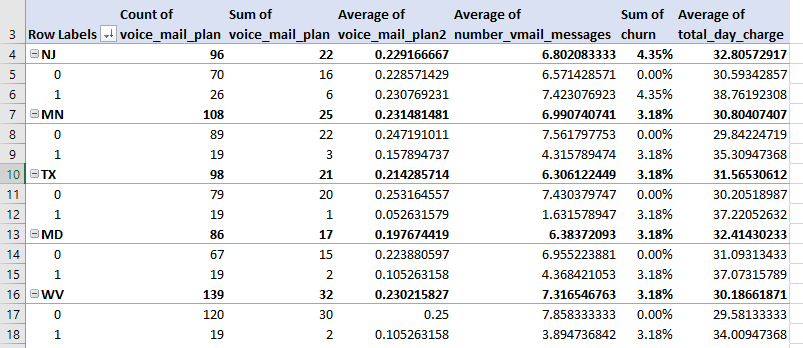 Count of Sum of Average of Average of Sum of Average of
3 Row Labels voice_mail_plan voice_mail_plan voice_mail_plan2 number_vmail_messages churn total_day_charge
4 NJ 96 22 0.229166667 6.802083333 4.35% 32.80572917
5 0 70 16 0.228571429 6.571428571 0.00% 30.59342857
6 1 26 6 0.230769231 7.423076923 4.35% 38.76192308
7 MN 108 25 0.231481481 6.990740741 3.18% 30.80407407
8 0 89 22 0.247191011 7.561797753 0.00% 29.84224719
9 1 19 3 0.157894737 4.315789474 3.18% 35.30947368
10 TX 98 21 0.214285714 6.306122449 3.18% 31.56530612
11 0 79 20 0.253164557 7.430379747 0.00% 30.20518987
12 1 19 1 0.052631579 1.631578947 3.18% 37.22052632
13 MD 86 17 0.197674419 6.38372093 3.18% 32.41430233
14 0 67 15 0.223880597 6.955223881 0.00% 31.09313433
15 1 19 2 0.105263158 4.368421053 3.18% 37.07315789
16 WV 139 32 0.230215827 7.316546763 3.18% 30.18661871
17 0 120 30 0.25 7.858333333 0.00% 29.58133333
18 1 19 2 0.105263158 3.894736842 3.18% 34.00947368